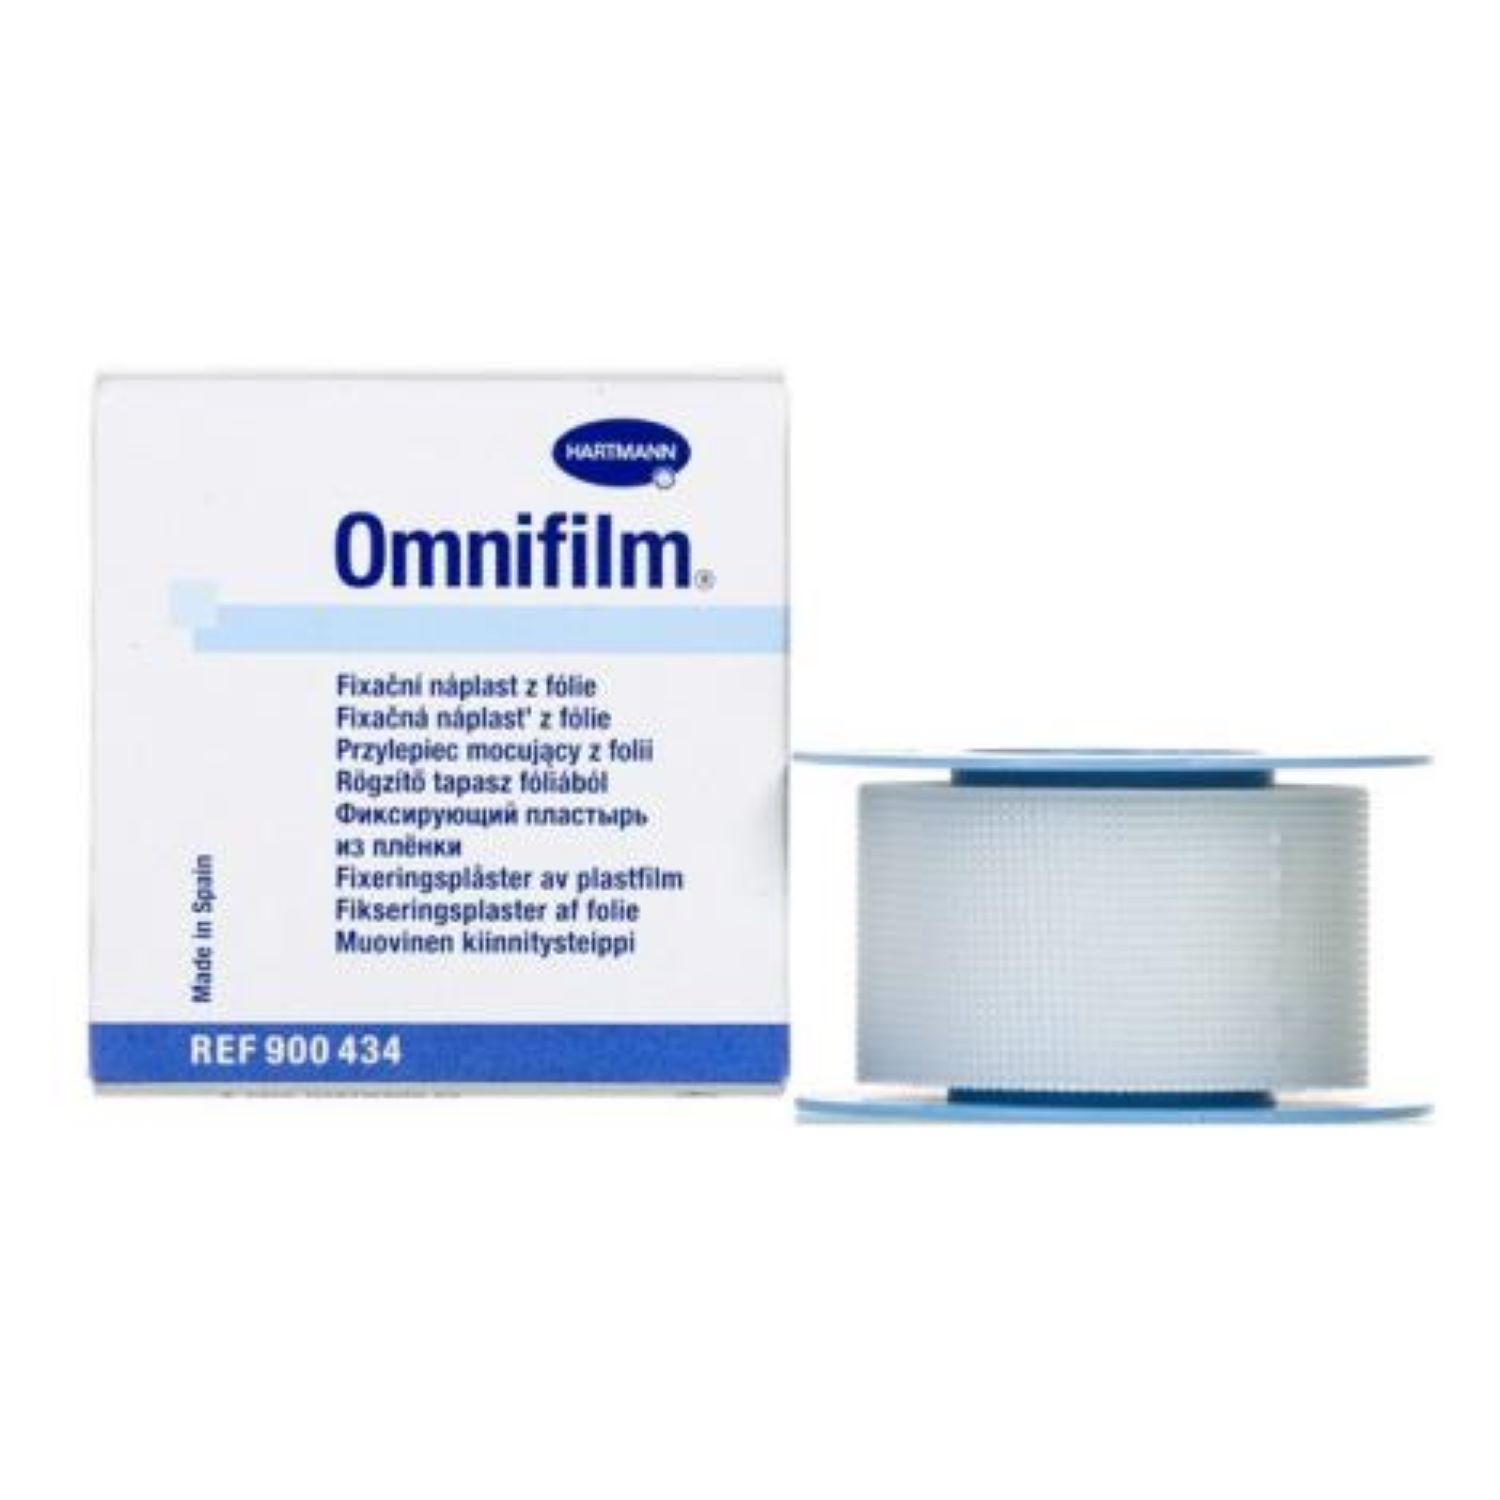 HARTMANN
Omnifilm®
Fixační náplast z fólie
Fixačná náplasť z fólie
Przylepiec mocujący z folii
Rögzítő tapasz fóliából
Фиксирующий пластырь
из плёнки
Fixeringsplåster av plastfilm
Fikseringsplaster af folie
Muovinen kiinnitysteippi
Made in Spain
REF 900 434